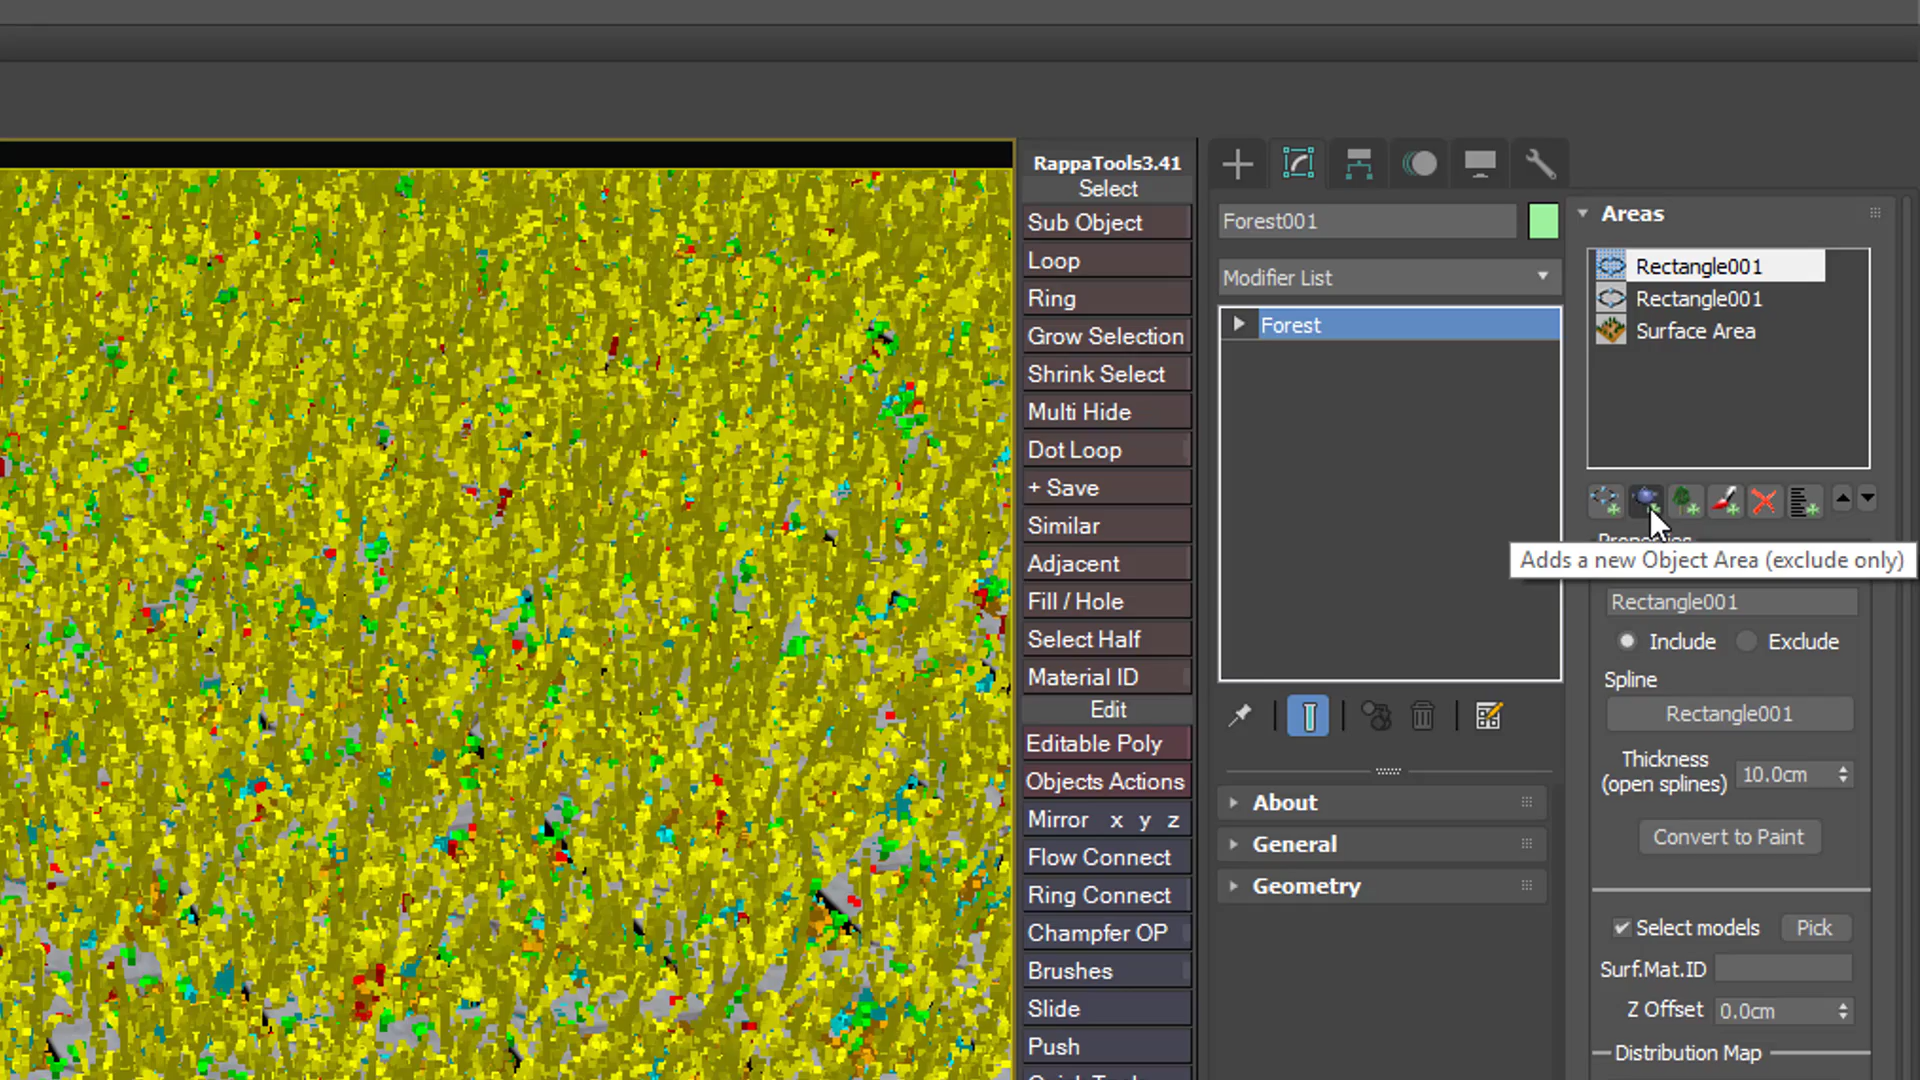 RappaTools3.41
Select
Sub Object
Loop
Ring
Grow Selection
Shrink Select
Multi Hide
Dot Loop
+ Save
Similar
Adjacent
Fill / Hole
Select Half
Material ID
Edit
Editable Poly
Objects Actions
Mirror x y z
Flow Connect
Ring Connect
Champfer OP
Brushes
Slide
Push
Forest001
Modifier List
Forest
About
General
Geometry
Areas
Rectangle001
Rectangle001
Surface Area
Properties
Adds a new Object Area (exclude only)
Rectangle001
Include Exclude
Spline
Rectangle001
Thickness
(open splines) 10.0cm
Convert to Paint
Select models Pick
Surf.Mat.ID
Z Offset 0.0cm
Distribution Map